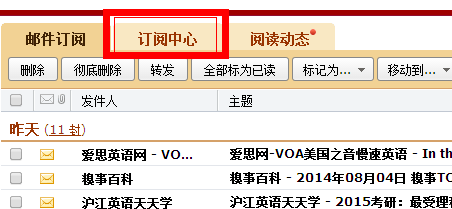 邮件订阅 订阅中心 阅读动态
删除 彻底删除 转发 全部标为已读 标记为... 移动到...
发件人 主题
昨天 (11 封)
爱思英语网 - VO... 爱思网-VOA美国之音慢速英语 - In th
糗事百科 糗事百科 - 2014年08月04日 糗事TO
沪江英语天天学 沪江英语天天学 - 2015考研：最受理